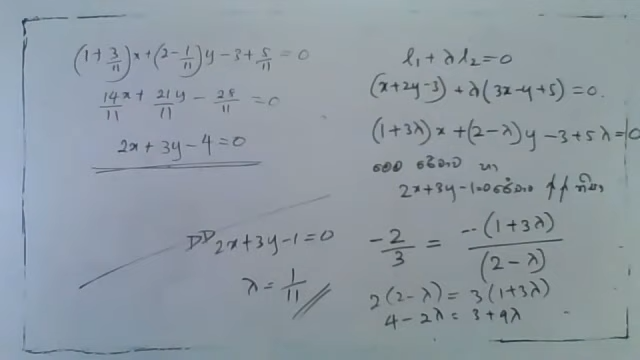 l₁ + λl₂ = 0
(x+2y-3) + λ(3x-y+5) = 0.
(1+3λ)x + (2-λ)y - 3+5λ = 0
මෙම රේඛාව හා
2x+3y-1=0 රේඛාව // නිසා
-2/3 = -(1+3λ)/(2-λ)
2(2-λ) = 3(1+3λ)
4-2λ = 3+9λ
2x+3y-1=0
λ = 1/11
(1+3/11)x + (2-1/11)y - 3 + 5/11 = 0
14x/11 + 21y/11 - 28/11 = 0
2x+3y-4=0